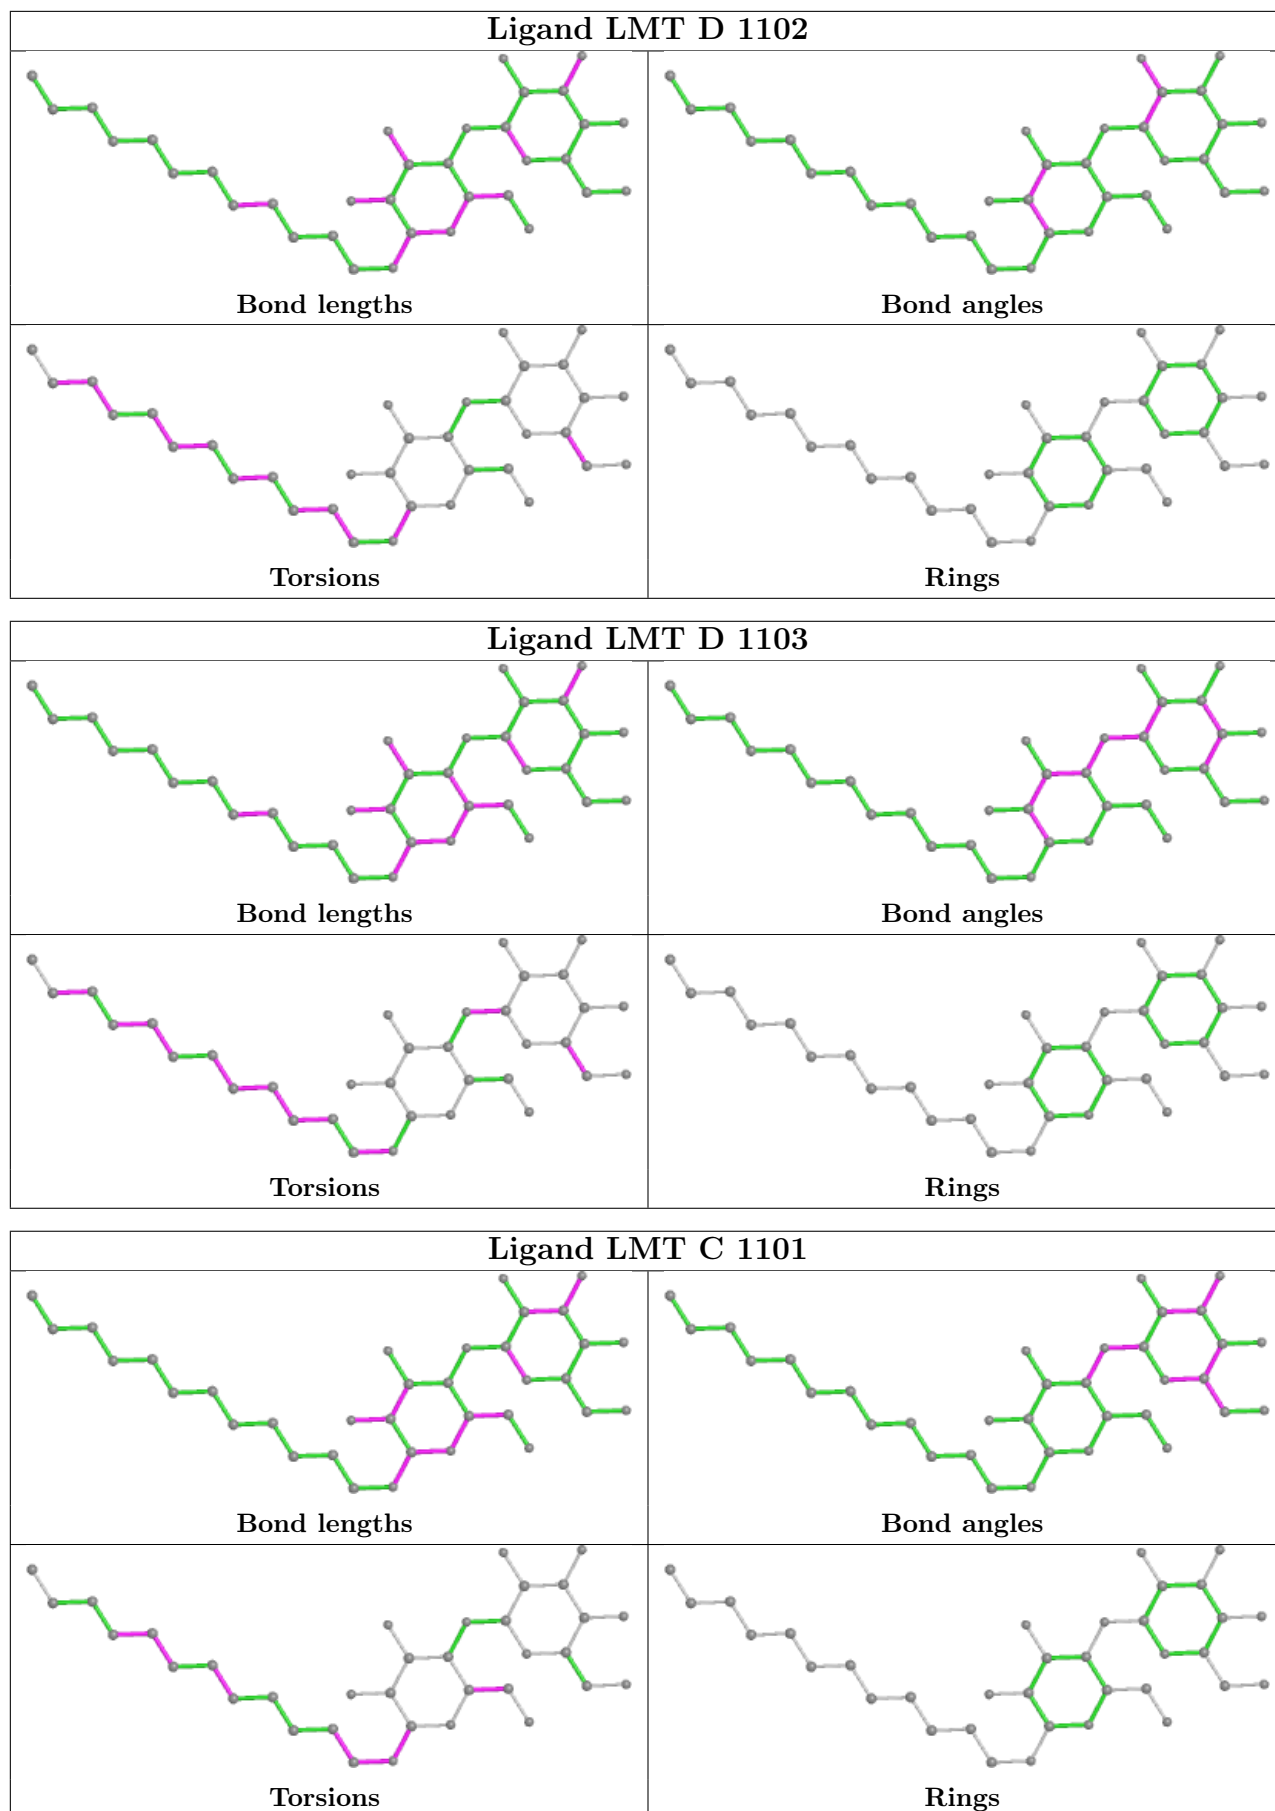 Ligand LMT D 1102
Bond lengths
Bond angles
Torsions
Rings
Ligand LMT D 1103
Bond lengths
Bond angles
Torsions
Rings
Ligand LMT C 1101
Bond lengths
Bond angles
Torsions
Rings